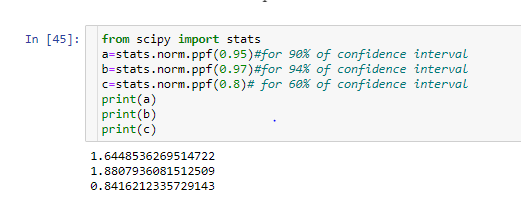 In [45]: from scipy import stats
a=stats.norm.ppf(0.95)#for 90% of confidence interval
b=stats.norm.ppf(0.97)#for 94% of confidence interval
c=stats.norm.ppf(0.8)# for 60% of confidence interval
print(a)
print(b)
print(c)
1.6448536269514722
1.8807936081512509
0.8416212335729143